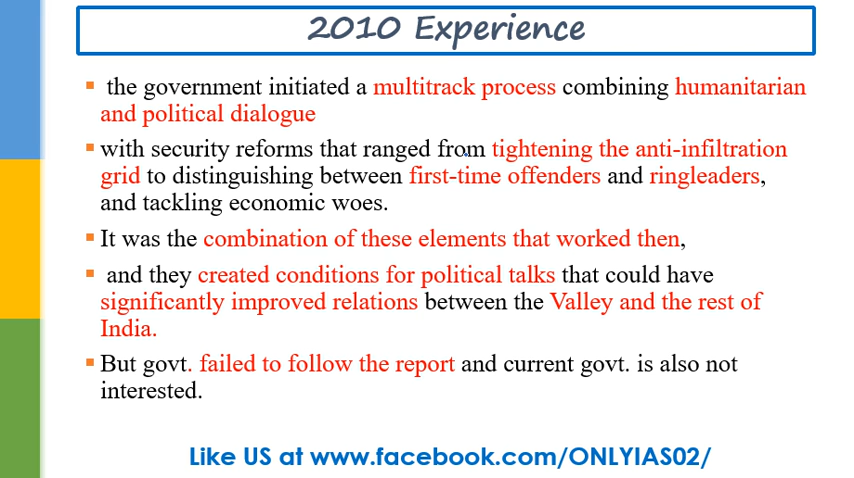 2010 Experience
the government initiated a multitrack process combining humanitarian
and political dialogue
with security reforms that ranged from tightening the anti-infiltration
grid to distinguishing between first-time offenders and ringleaders,
and tackling economic woes.
It was the combination of these elements that worked then,
and they created conditions for political talks that could have
significantly improved relations between the Valley and the rest of
India.
But govt. failed to follow the report and current govt. is also not
interested.
Like US at www.facebook.com/ONLYIAS02/